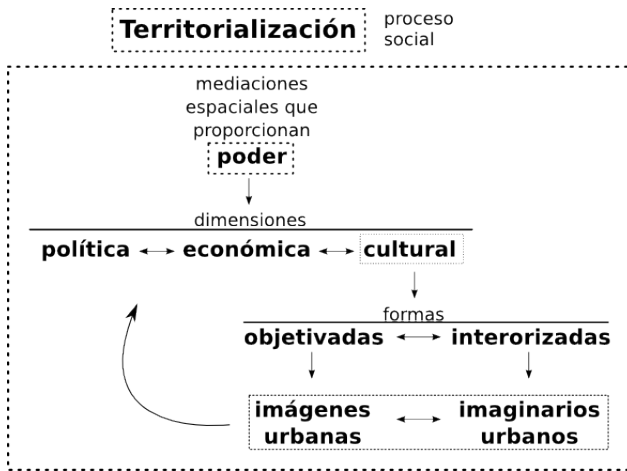 Territorialización
proceso
social
mediaciones
espaciales que
proporcionan
poder
dimensiones
política económica cultural
formas
objetivadas interorizadas
imágenes imaginarios
urbanas urbanos